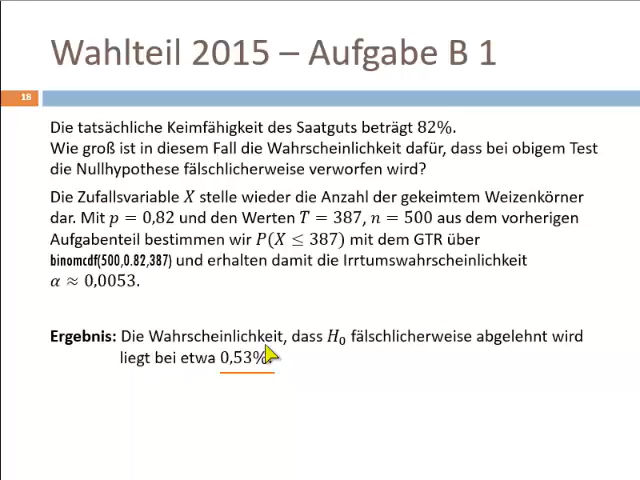 Wahlteil 2015 – Aufgabe B 1
18
Die tatsächliche Keimfähigkeit des Saatguts beträgt 82%.
Wie groß ist in diesem Fall die Wahrscheinlichkeit dafür, dass bei obigem Test
die Nullhypothese fälschlicherweise verworfen wird?
Die Zufallsvariable X stelle wieder die Anzahl der gekeimtem Weizenkörner
dar. Mit p = 0,82 und den Werten T = 387, n = 500 aus dem vorherigen
Aufgabenteil bestimmen wir P(X ≤ 387) mit dem GTR über
binomcdf(500,0.82,387) und erhalten damit die Irrtumswahrscheinlichkeit
α ≈ 0,0053.
Ergebnis: Die Wahrscheinlichkeit, dass H₀ fälschlicherweise abgelehnt wird
liegt bei etwa 0,53%.